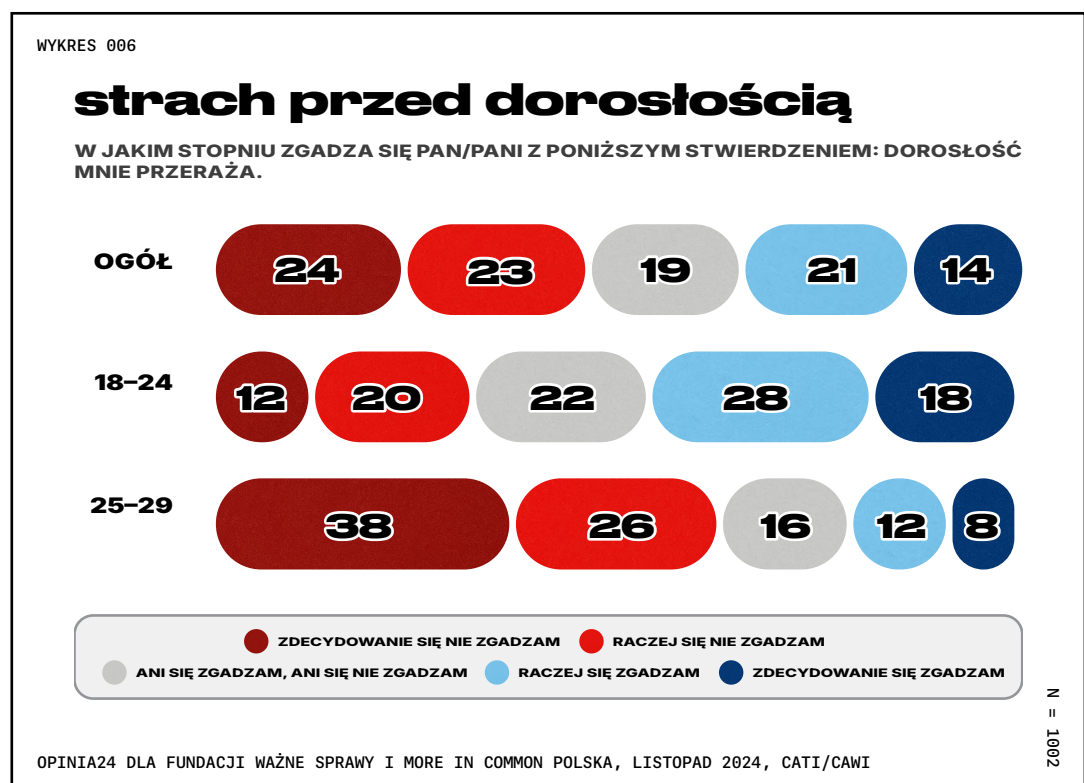 WYKRES 006
strach przed dorosłością
W JAKIM STOPNIU ZGADZA SIĘ PAN/PANI Z PONIŻSZYM STWIERDZENIEM: DOROSŁOŚĆ
MNIE PRZERAŻA.
OGÓŁ 24 23 19 21 14
18–24 12 20 22 28 18
25–29 38 26 16 12 8
ZDECYDOWANIE SIĘ NIE ZGADZAM RACZEJ SIĘ NIE ZGADZAM
ANI SIĘ ZGADZAM, ANI SIĘ NIE ZGADZAM RACZEJ SIĘ ZGADZAM ZDECYDOWANIE SIĘ ZGADZAM
N = 1002
OPINIA24 DLA FUNDACJI WAŻNE SPRAWY I MORE IN COMMON POLSKA, LISTOPAD 2024, CATI/CAWI